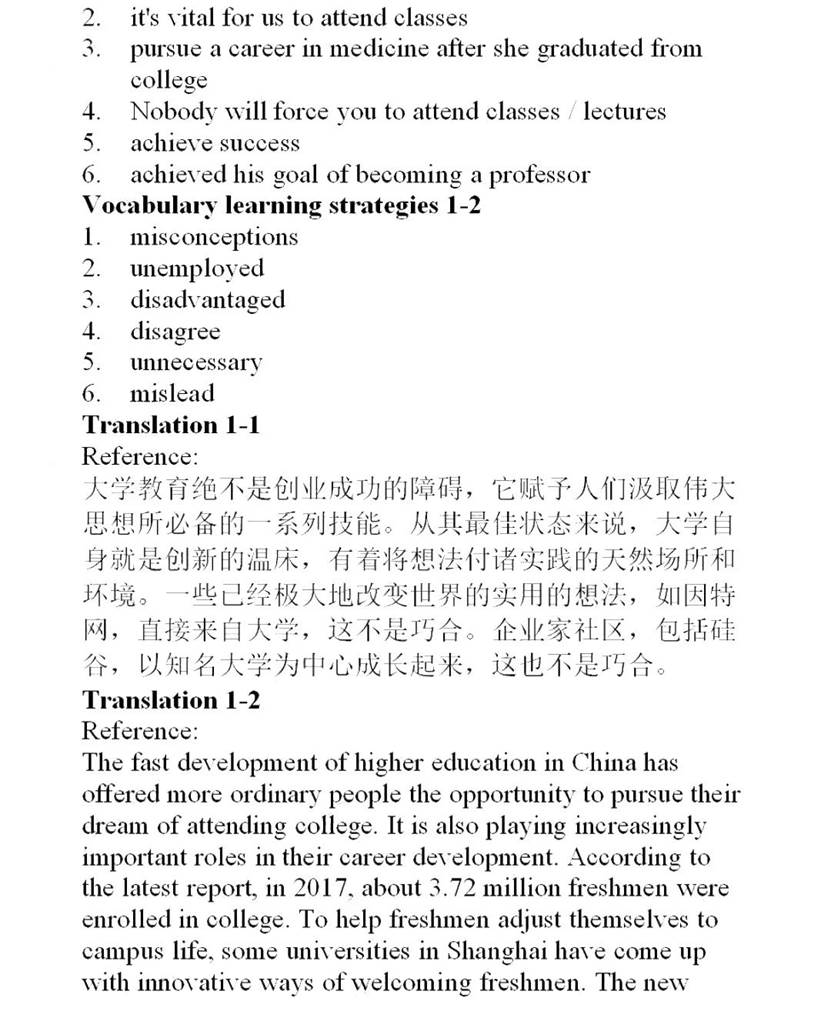 2. it's vital for us to attend classes
3. pursue a career in medicine after she graduated from
college
4. Nobody will force you to attend classes / lectures
5. achieve success
6. achieved his goal of becoming a professor
Vocabulary learning strategies 1-2
1. misconceptions
2. unemployed
3. disadvantaged
4. disagree
5. unnecessary
6. mislead
Translation 1-1
Reference:
大学教育绝不是创业成功的障碍，它赋予人们汲取伟大
思想所必备的一系列技能。从其最佳状态来说，大学自
身就是创新的温床，有着将想法付诸实践的天然场所和
环境。一些已经极大地改变世界的实用的想法，如因特
网，直接来自大学，这不是巧合。企业家社区，包括硅
谷，以知名大学为中心成长起来，这也不是巧合。
Translation 1-2
Reference:
The fast development of higher education in China has
offered more ordinary people the opportunity to pursue their
dream of attending college. It is also playing increasingly
important roles in their career development. According to
the latest report, in 2017, about 3.72 million freshmen were
enrolled in college. To help freshmen adjust themselves to
campus life, some universities in Shanghai have come up
with innovative ways of welcoming freshmen. The new